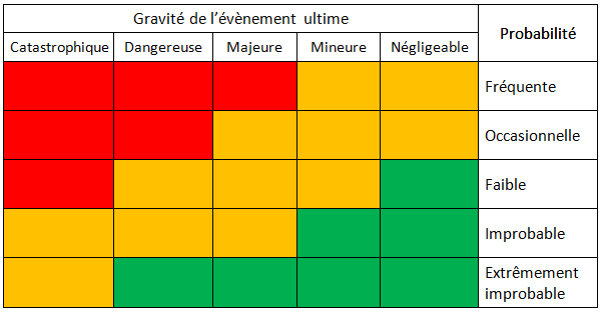 Gravité de l'évènement ultime
Probabilité
Catastrophique Dangereuse Majeure Mineure Négligeable
Fréquente
Occasionnelle
Faible
Improbable
Extrêmement
improbable